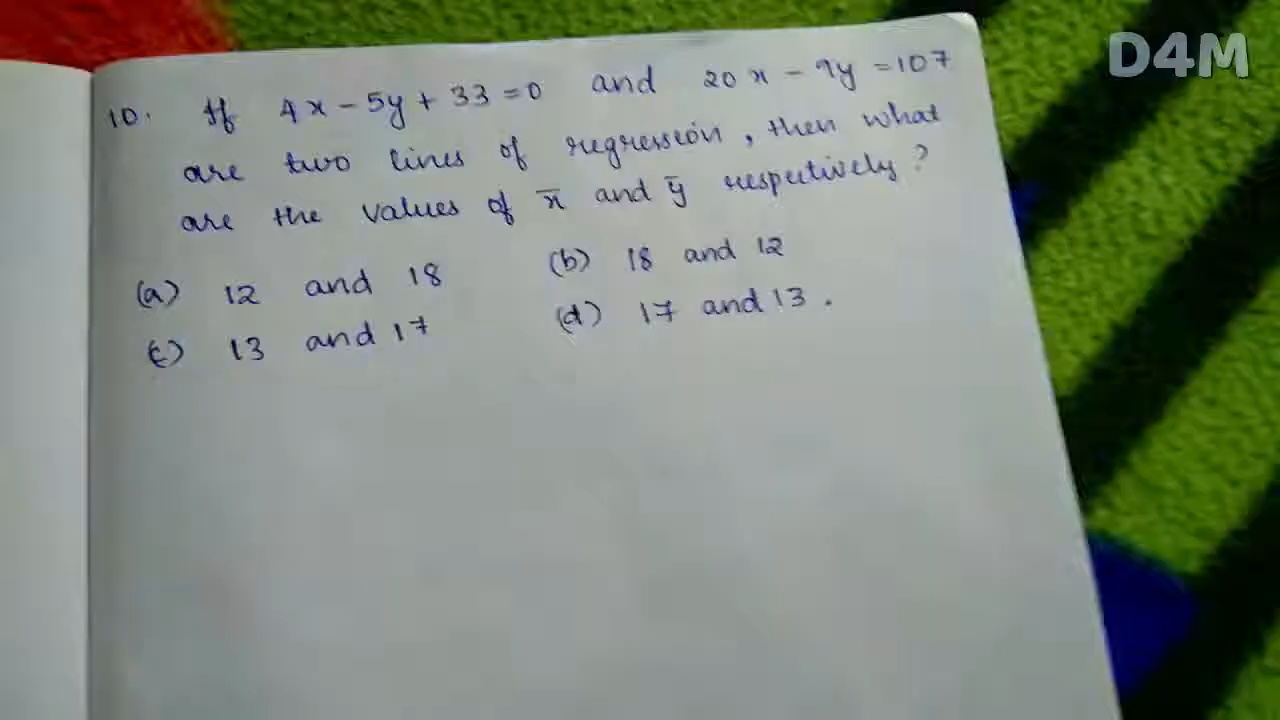 D4M
10. If 4x - 5y + 33 = 0 and 20x - 9y = 107
are two lines of regression, then what
are the values of x̄ and ȳ respectively?
(a) 12 and 18 (b) 18 and 12
(c) 13 and 17 (d) 17 and 13.